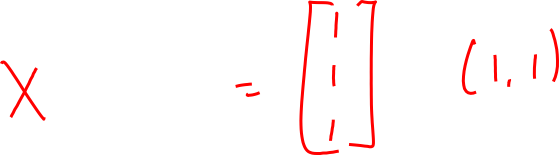 X = [1 1 1] (1,1)